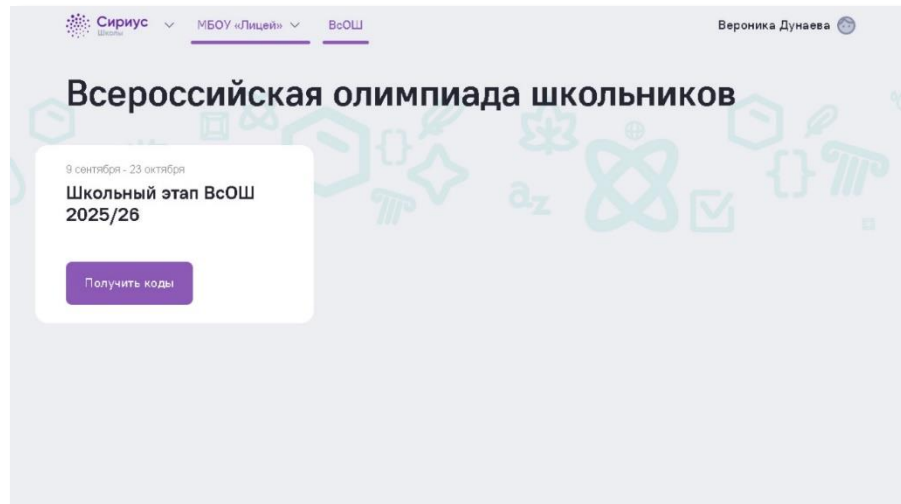 Сириус
Школы
МБОУ «Лицей»
ВсОШ
Вероника Дунаева
Всероссийская олимпиада школьников
9 сентября - 23 октября
Школьный этап ВсОШ
2025/26
Получить коды
az